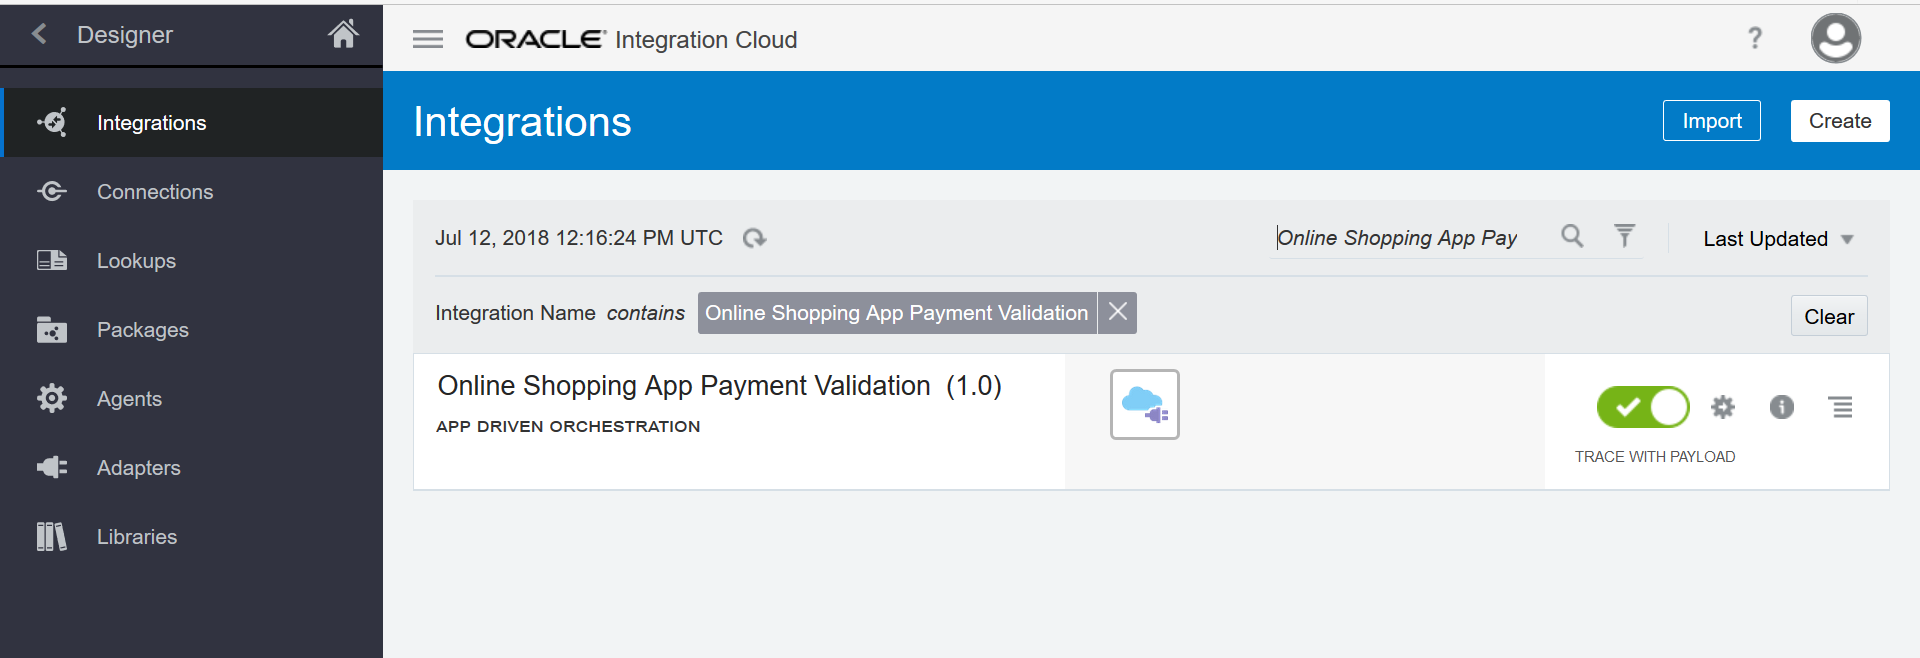 Designer
Integrations
Connections
Lookups
Packages
Agents
Adapters
Libraries
ORACLE® Integration Cloud
?
Integrations
Import
Create
Jul 12, 2018 12:16:24 PM UTC
Online Shopping App Pay
Last Updated
Integration Name contains Online Shopping App Payment Validation
Clear
Online Shopping App Payment Validation (1.0)
APP DRIVEN ORCHESTRATION
TRACE WITH PAYLOAD